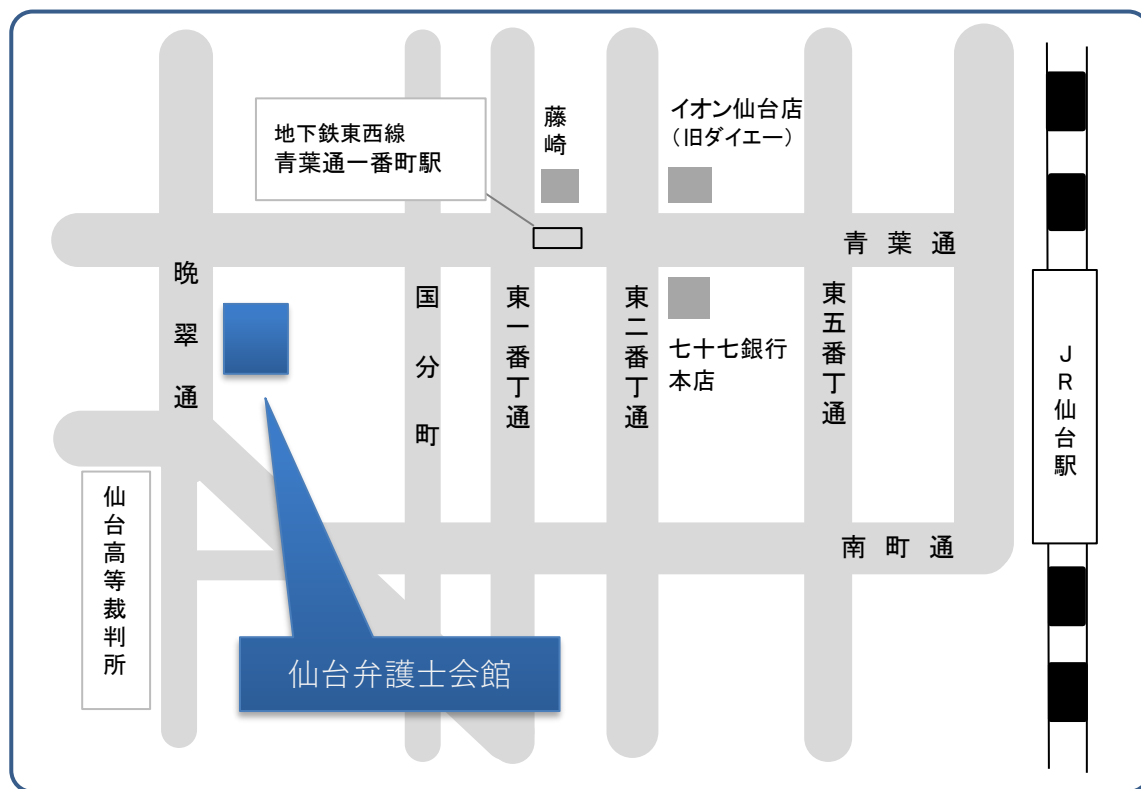 地下鉄東西線
青葉通一番町駅
藤崎
イオン仙台店
（旧ダイエー）
青葉通
晩翠通
国分町
東一番丁通
東二番丁通
七十七銀行
本店
東五番丁通
JR仙台駅
仙台高等裁判所
南町通
仙台弁護士会館